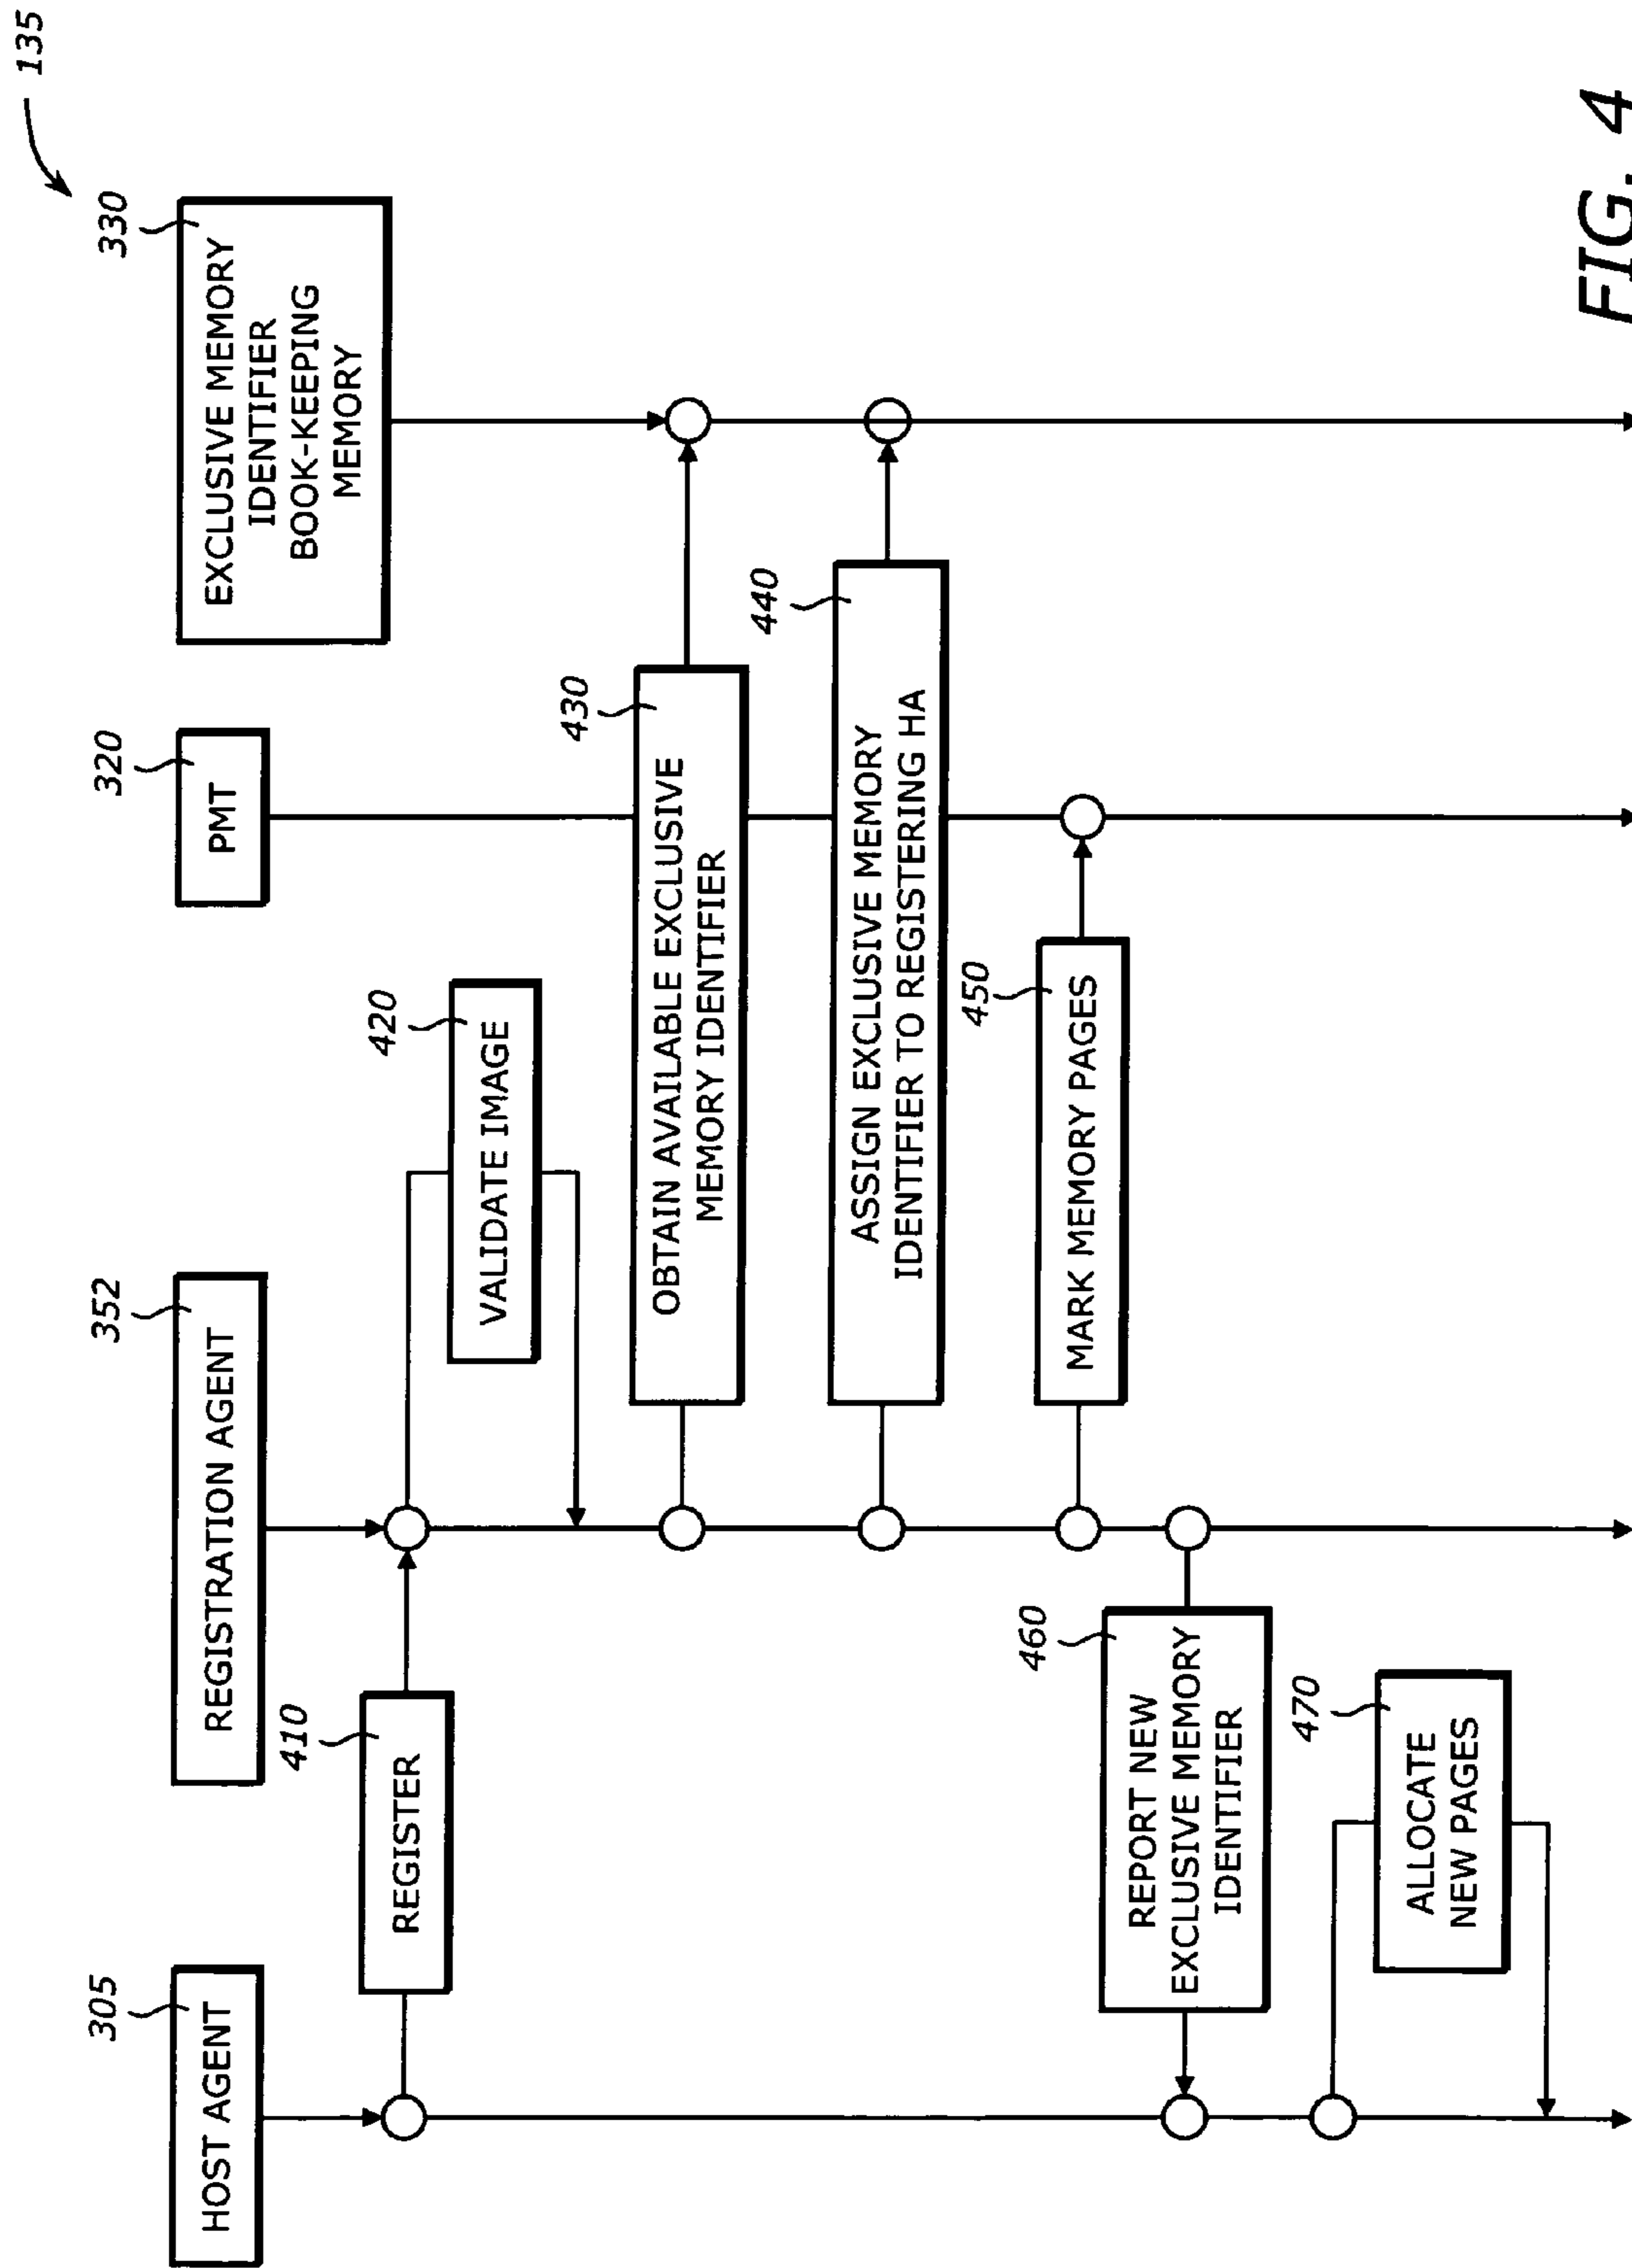 135
305
HOST AGENT
352
REGISTRATION AGENT
320
PMT
330
EXCLUSIVE MEMORY
IDENTIFIER
BOOK-KEEPING
MEMORY
410
REGISTER
420
VALIDATE IMAGE
430
OBTAIN AVAILABLE EXCLUSIVE
MEMORY IDENTIFIER
440
ASSIGN EXCLUSIVE MEMORY
IDENTIFIER TO REGISTERING HA
450
MARK MEMORY PAGES
460
REPORT NEW
EXCLUSIVE MEMORY
IDENTIFIER
470
ALLOCATE
NEW PAGES
FIG. 4